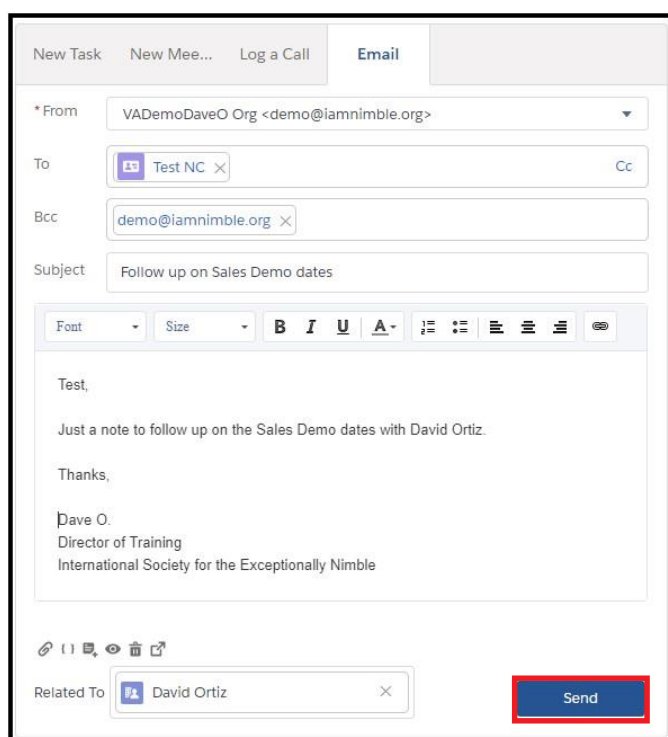 New Task New Mee... Log a Call Email
* From VADemoDaveO Org <demo@iamnimble.org>
To Test NC Cc
Bcc demo@iamnimble.org
Subject Follow up on Sales Demo dates
Font Size B I U A
Test,
Just a note to follow up on the Sales Demo dates with David Ortiz.
Thanks,
Dave O.
Director of Training
International Society for the Exceptionally Nimble
Related To David Ortiz Send